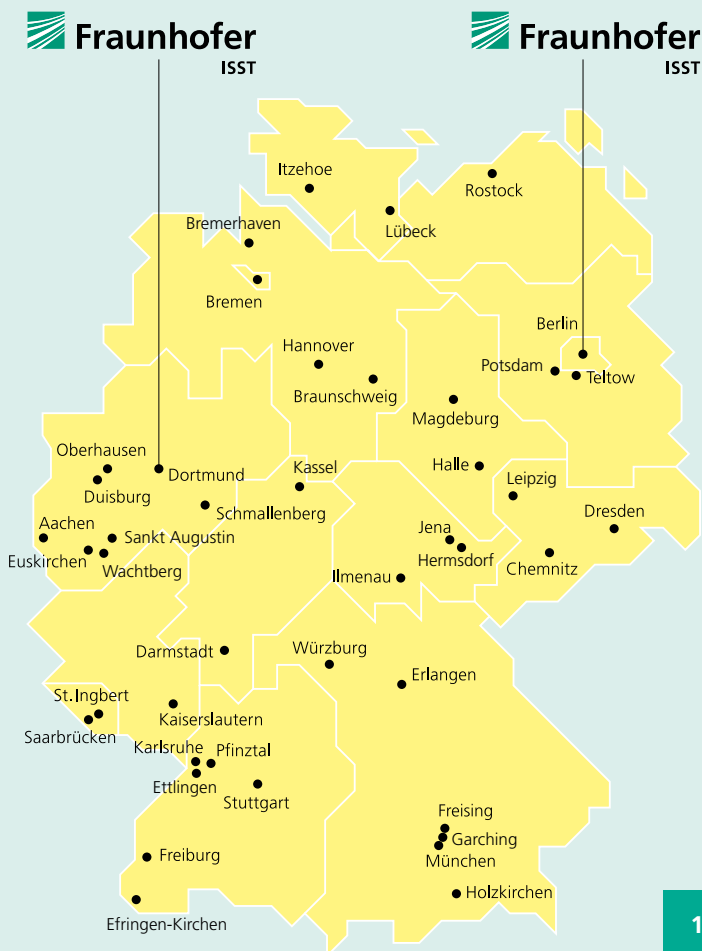 Fraunhofer
ISST
Fraunhofer
ISST
Itzehoe
Rostock
Lübeck
Bremerhaven
Bremen
Berlin
Hannover
Potsdam
Teltow
Braunschweig
Magdeburg
Oberhausen
Dortmund
Kassel
Halle
Leipzig
Duisburg
Schmallenberg
Dresden
Aachen
Sankt Augustin
Jena
Hermsdorf
Chemnitz
Euskirchen
Wachtberg
Ilmenau
Darmstadt
Würzburg
Erlangen
St.Ingbert
Kaiserslautern
Saarbrücken
Karlsruhe
Pfinztal
Ettlingen
Stuttgart
Freising
Garching
München
Freiburg
Holzkirchen
Efringen-Kirchen
1